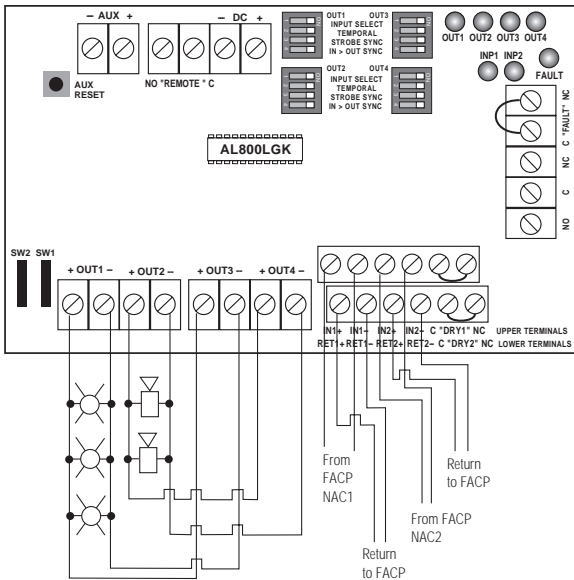 – AUX +
– DC +
AUX
RESET
NO "REMOTE" C
OUT1 OUT3
INPUT SELECT
TEMPORAL
STROBE SYNC
IN > OUT SYNC
OUT2 OUT4
INPUT SELECT
TEMPORAL
STROBE SYNC
IN > OUT SYNC
OUT1 OUT2 OUT3 OUT4
INP1 INP2
FAULT
C "FAULT" NC
NC
C
NO
AL800LGK
SW2 SW1
+ OUT1 –
+ OUT2 –
+ OUT3 –
+ OUT4 –
IN1+ IN1– IN2+ IN2– C "DRY1" NC UPPER TERMINALS
RET1+ RET1– RET2+ RET2– C "DRY2" NC LOWER TERMINALS
From
FACP
NAC1
Return
to FACP
From FACP
NAC2
Return
to FACP